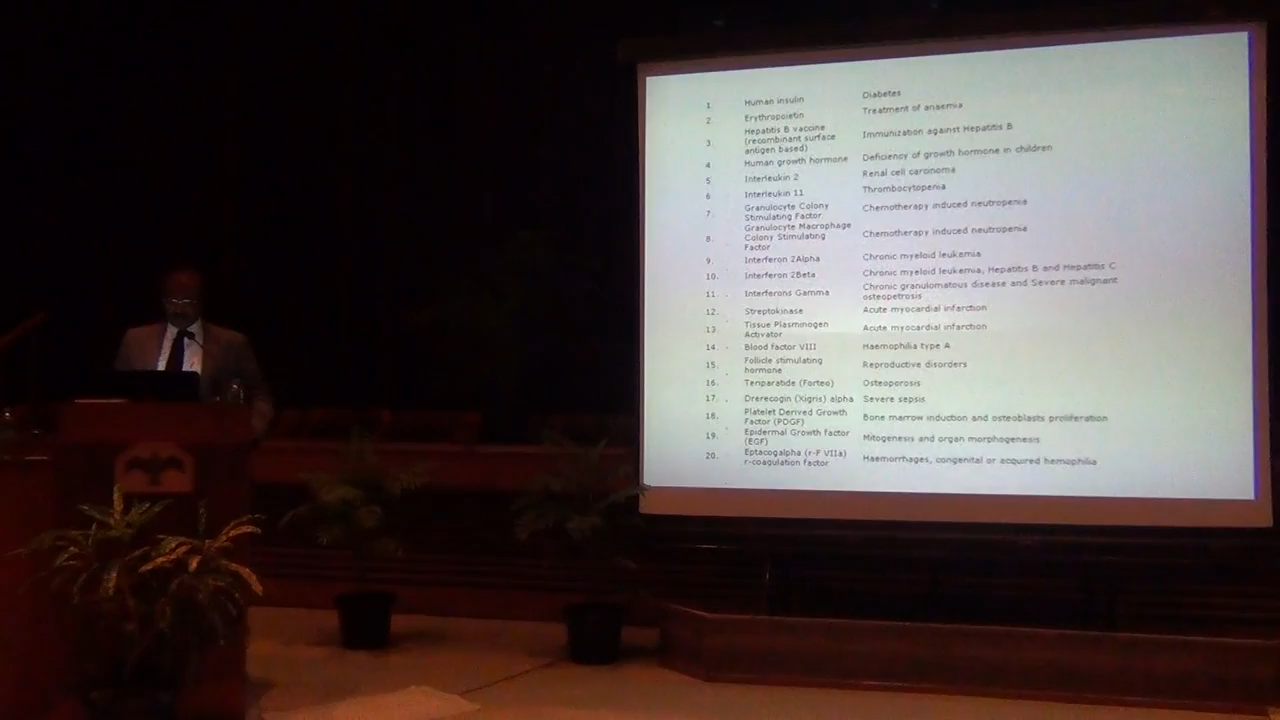 1. Human insulin Diabetes
2. Erythropoietin Treatment of anaemia
3. Hepatitis B vaccine
(recombinant surface
antigen based) Immunization against Hepatitis B
4 Human growth hormone Deficiency of growth hormone in children
5 Interleukin 2 Renal cell carcinoma
6 Interleukin 11 Thrombocytopenia
7. Granulocyte Colony
Stimulating Factor Chemotherapy induced neutropenia
8. Granulocyte Macrophage
Colony Stimulating
Factor Chemotherapy induced neutropenia
9. Interferon 2Alpha Chronic myeloid leukemia
10. Interferon 2Beta Chronic myeloid leukemia, Hepatitis B and Hepatitis C
11. Interferons Gamma Chronic granulomatous disease and Severe malignant
osteopetrosis
12. Streptokinase Acute myocardial infarction
13. Tissue Plasminogen
Activator Acute myocardial infarction
14. Blood factor VIII Haemophilia type A
15. Follicle stimulating
hormone Reproductive disorders
16. Teriparatide (Forteo) Osteoporosis
17. Drerecogin (Xigris) alpha Severe sepsis
18. Platelet Derived Growth
Factor (PDGF) Bone marrow induction and osteoblasts proliferation
19. Epidermal Growth factor
(EGF) Mitogenesis and organ morphogenesis
20. Eptacogalpha (r-F VIIa)
r-coagulation factor Haemorrhages, congenital or acquired hemophilia